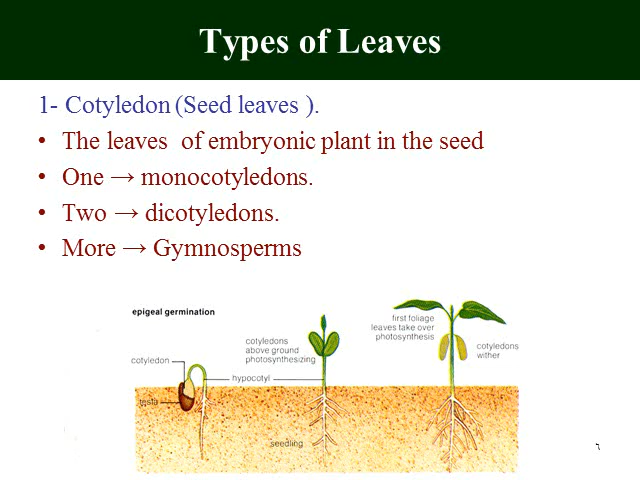 Types of Leaves
1- Cotyledon (Seed leaves ).
• The leaves of embryonic plant in the seed
• One → monocotyledons.
• Two → dicotyledons.
• More → Gymnosperms
epigeal germination
cotyledon
testa
hypocotyl
cotyledons
above ground
photosynthesizing
seedling
first foliage
leaves take over
photosynthesis
cotyledons
wither
٦